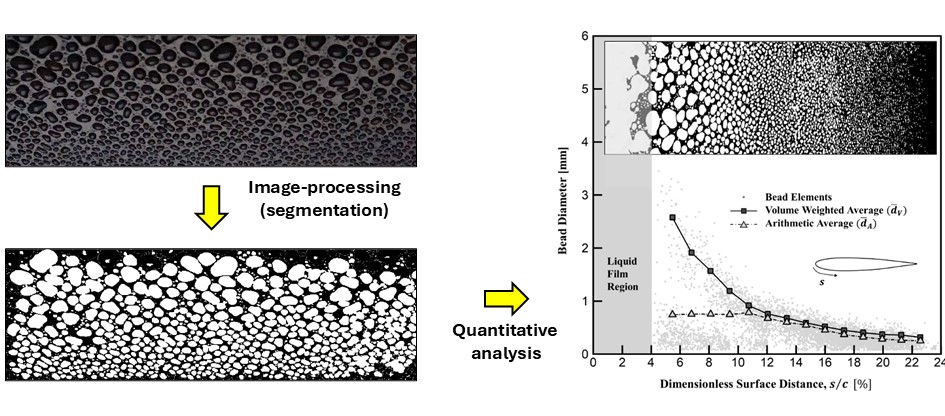 Image-processing
(segmentation)
Quantitative
analysis
6
5
4
3
2
1
0
Bead Diameter [mm]
Bead Elements
Volume Weighted Average (d̅V)
Arithmetic Average (d̅A)
Liquid
Film
Region
s
0 2 4 6 8 10 12 14 16 18 20 22 24
Dimensionless Surface Distance, s/c [%]